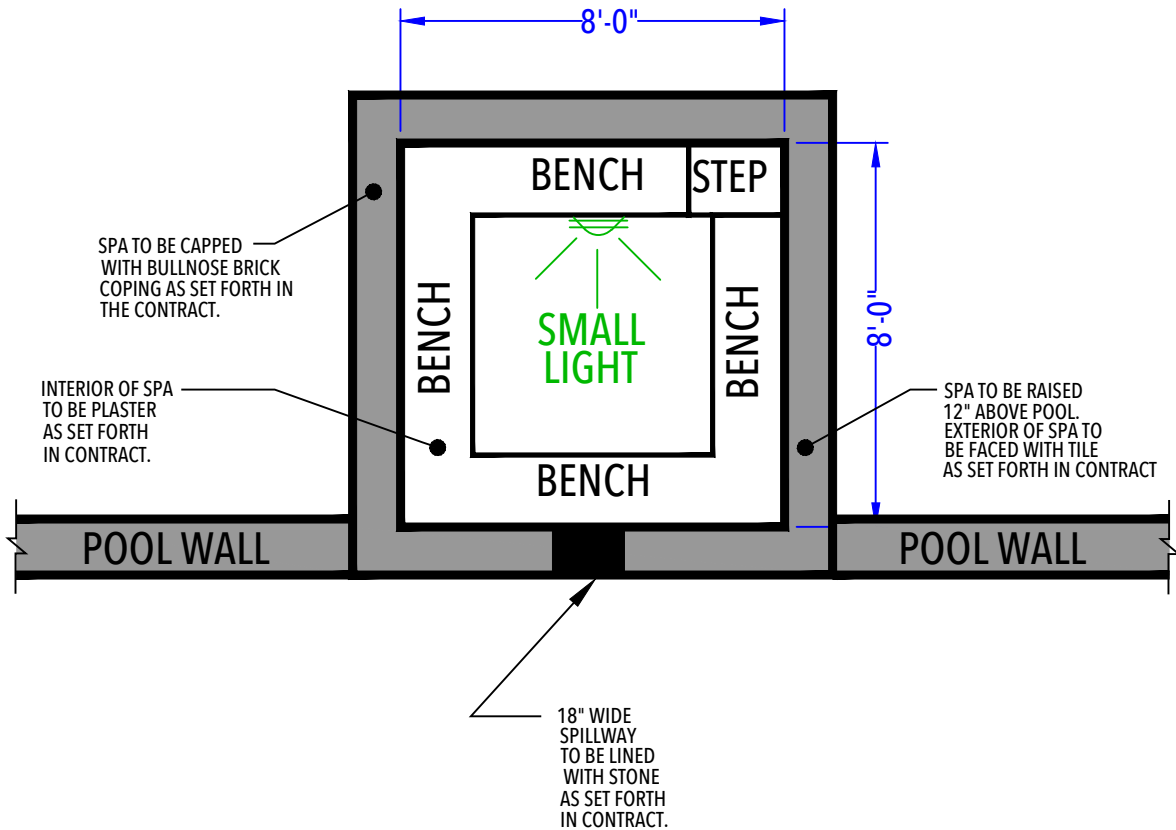 8'-0"
BENCH
STEP
SPA TO BE CAPPED
WITH BULLNOSE BRICK
COPING AS SET FORTH IN
THE CONTRACT.
BENCH
SMALL
LIGHT
BENCH
8'-0"
INTERIOR OF SPA
TO BE PLASTER
AS SET FORTH
IN CONTRACT.
SPA TO BE RAISED
12" ABOVE POOL.
EXTERIOR OF SPA TO
BE FACED WITH TILE
AS SET FORTH IN CONTRACT
BENCH
POOL WALL
POOL WALL
18" WIDE
SPILLWAY
TO BE LINED
WITH STONE
AS SET FORTH
IN CONTRACT.